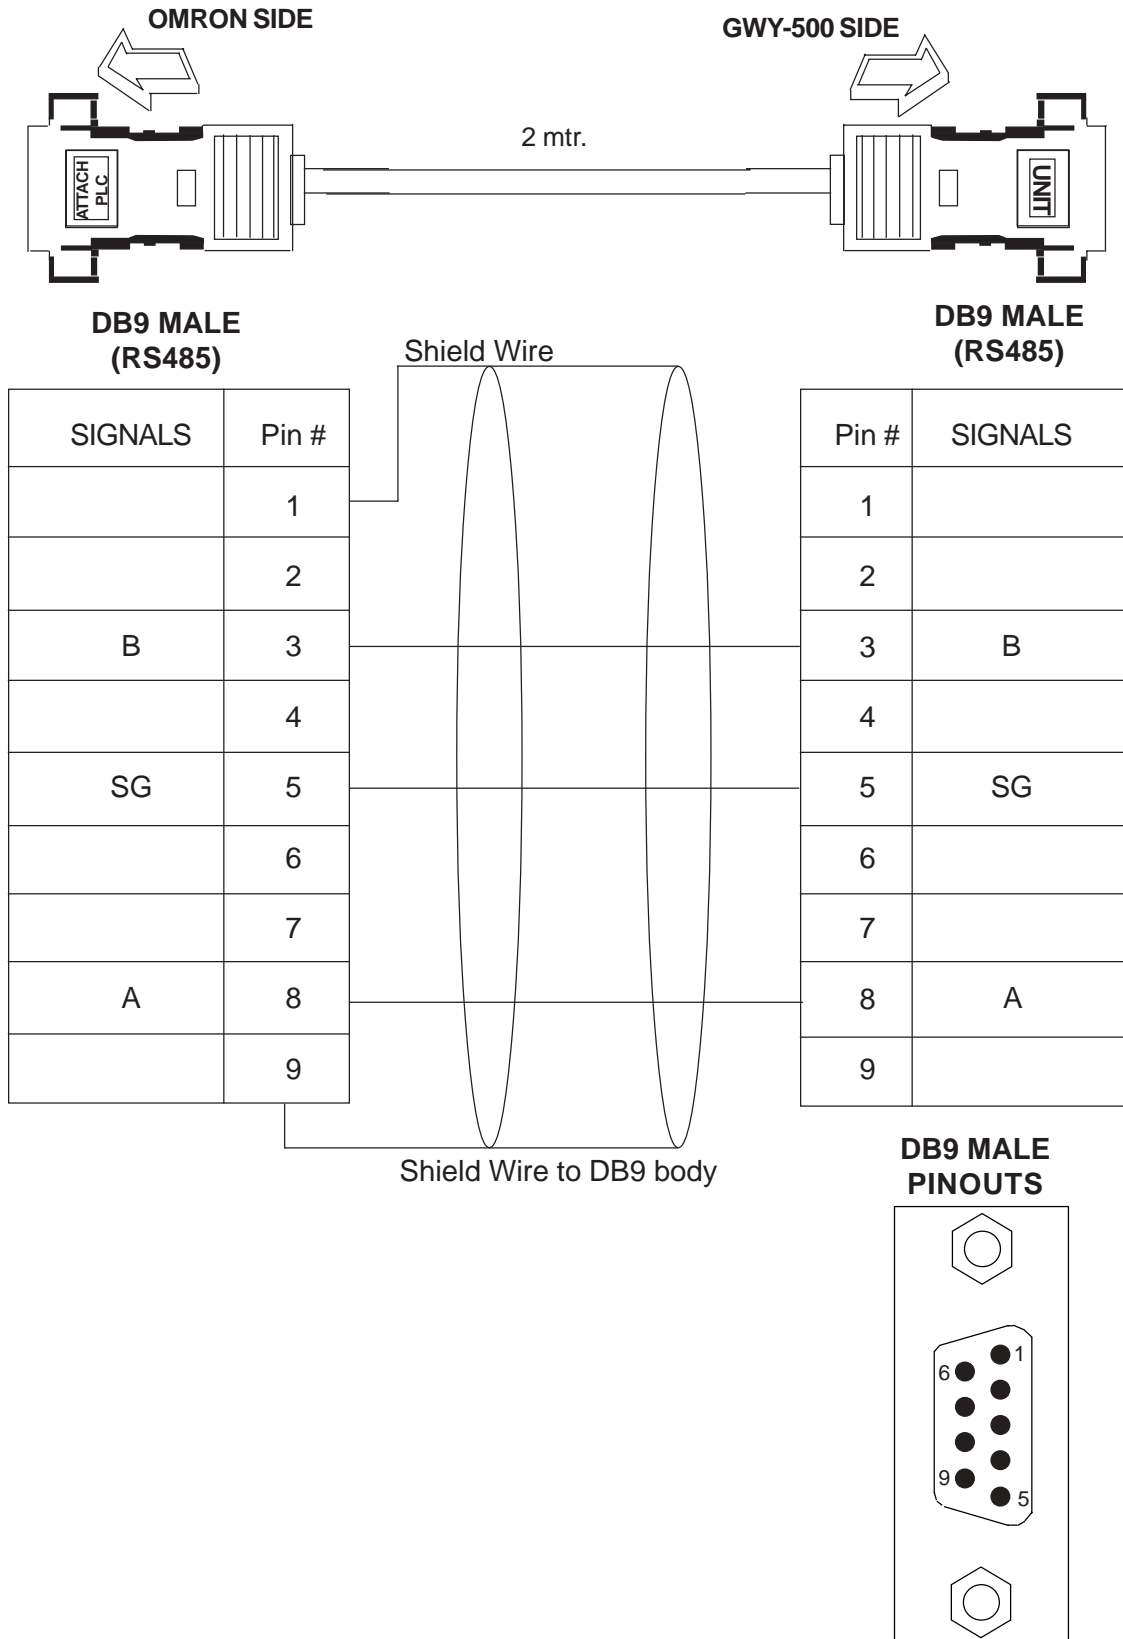 OMRON SIDE
GWY-500 SIDE
2 mtr.
ATTACH
PLC
UNIT
DB9 MALE
(RS485)
DB9 MALE
(RS485)
Shield Wire
SIGNALS Pin #
1
2
B 3
4
SG 5
6
7
A 8
9
Pin # SIGNALS
1
2
3 B
4
5 SG
6
7
8 A
9
Shield Wire to DB9 body
DB9 MALE
PINOUTS
1
6
9
5